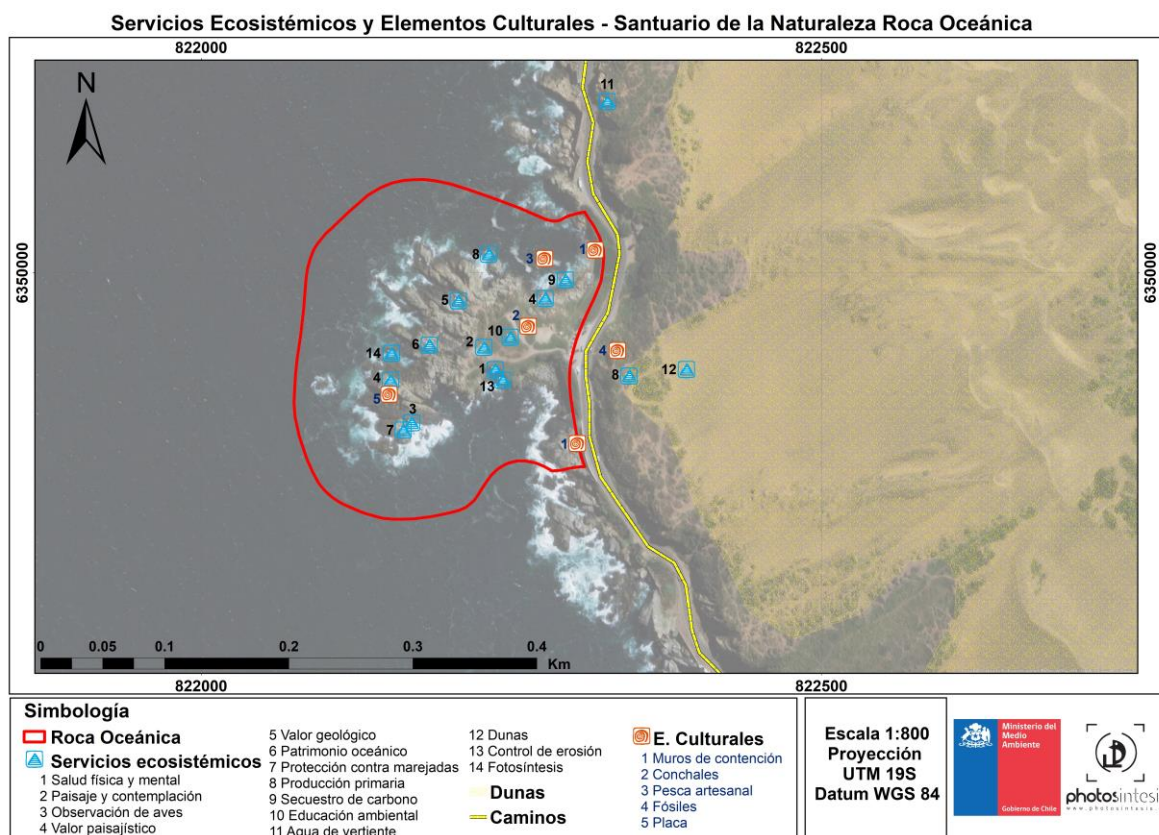 Servicios Ecosistémicos y Elementos Culturales - Santuario de la Naturaleza Roca Oceánica
822000 822500
N
11
6350000 6350000
8 3 1
9
5 4
2
10
14 6 2 4
1 8 12
4 13
5
3
7 1
0 0.05 0.1 0.2 0.3 0.4
Km
822000 822500
Simbología
Roca Oceánica
Servicios ecosistémicos
1 Salud física y mental
2 Paisaje y contemplación
3 Observación de aves
4 Valor paisajístico
5 Valor geológico
6 Patrimonio oceánico
7 Protección contra marejadas
8 Producción primaria
9 Secuestro de carbono
10 Educación ambiental
11 Agua de vertiente
12 Dunas
13 Control de erosión
14 Fotosíntesis
Dunas
Caminos
E. Culturales
1 Muros de contención
2 Conchales
3 Pesca artesanal
4 Fósiles
5 Placa
Escala 1:800
Proyección
UTM 19S
Datum WGS 84
Ministerio del
Medio
Ambiente
Gobierno de Chile
photosintesi
www.photosintesis.